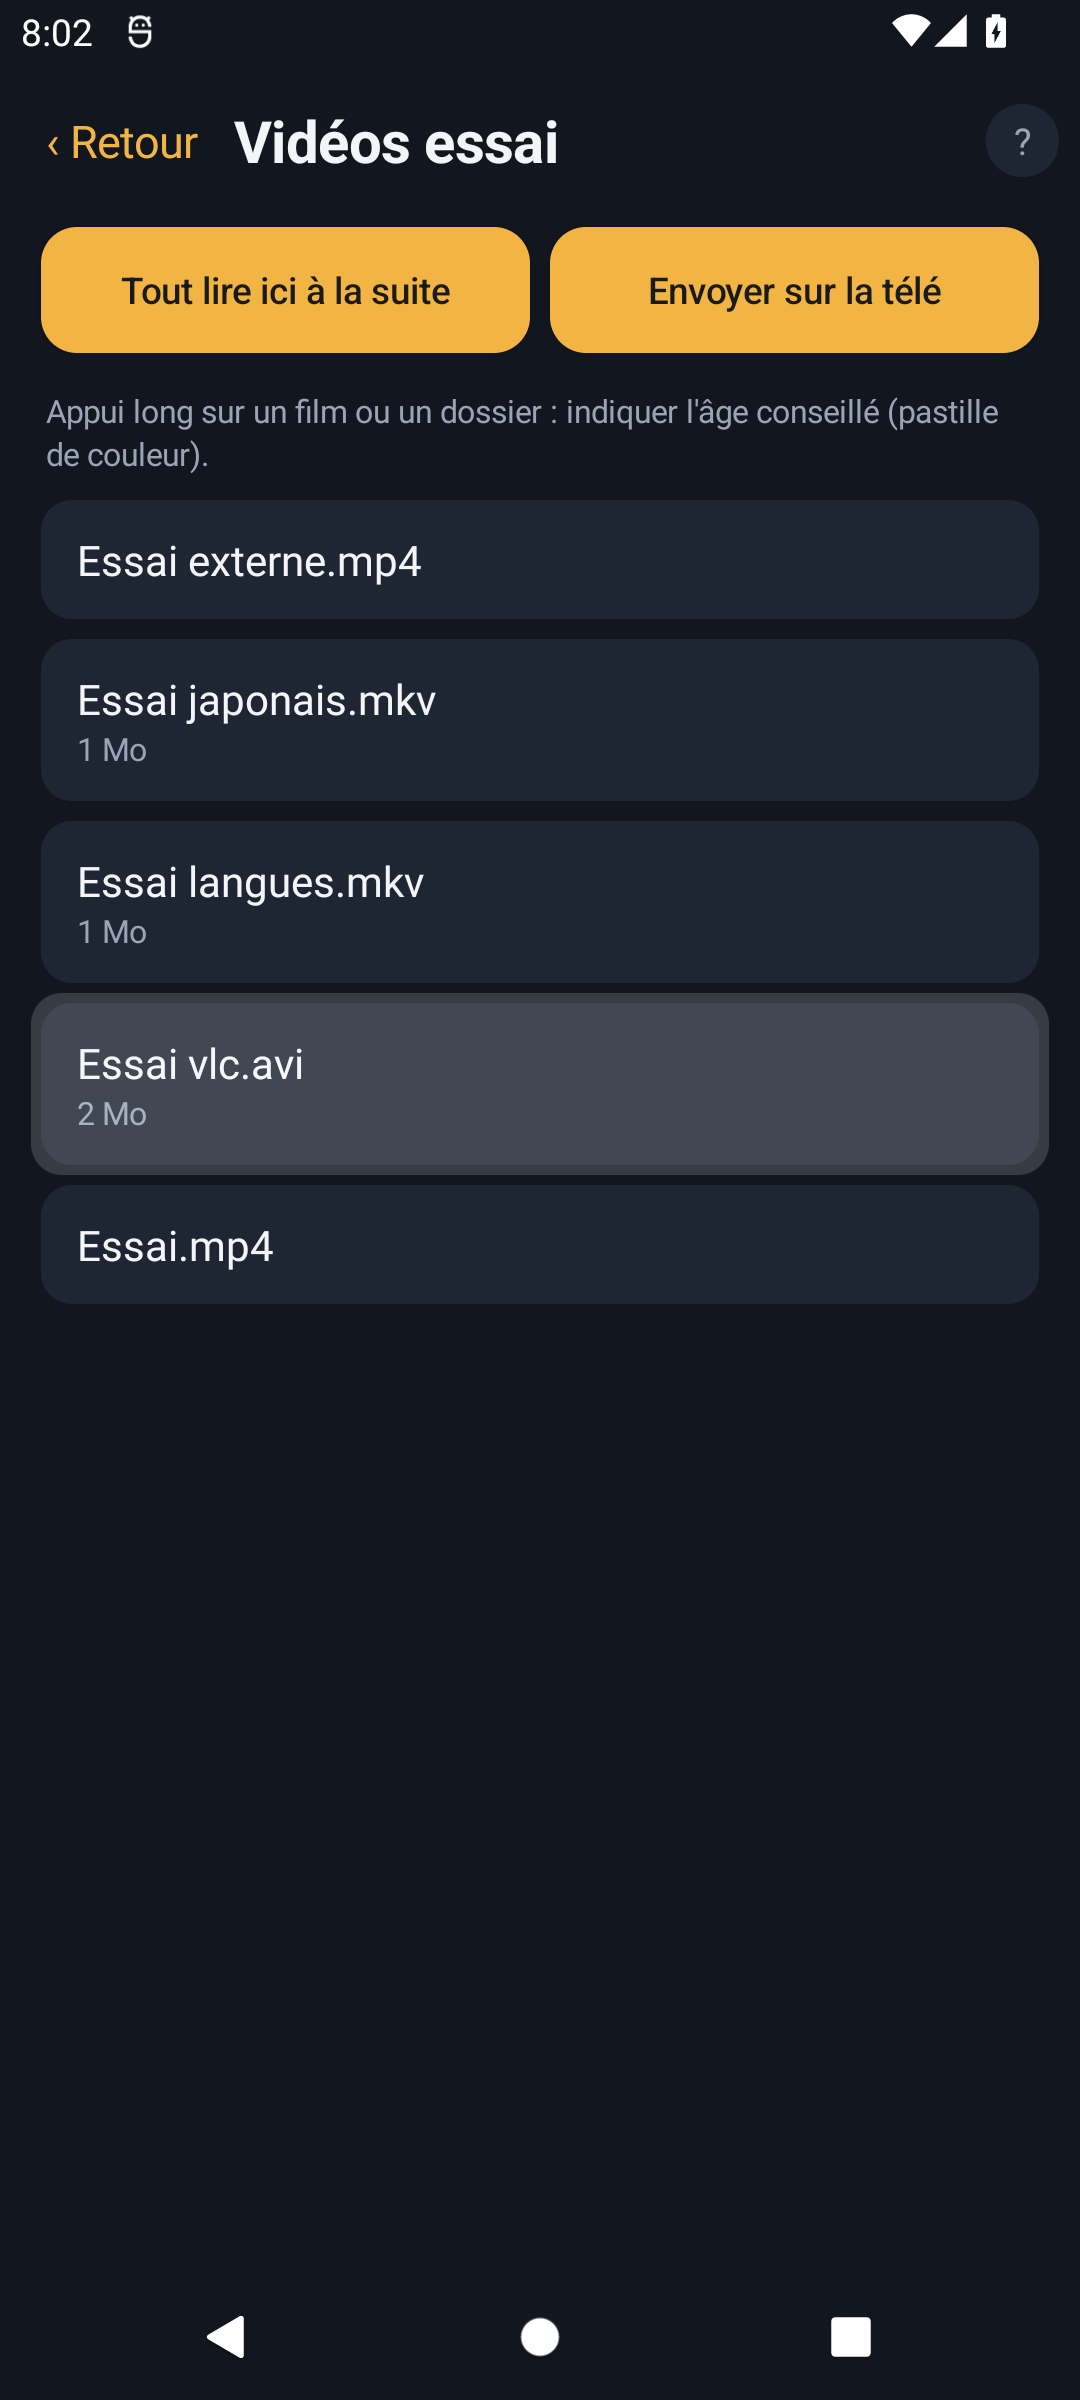 8:02
‹ Retour Vidéos essai ?
Tout lire ici à la suite
Envoyer sur la télé
Appui long sur un film ou un dossier : indiquer l'âge conseillé (pastille
de couleur).
Essai externe.mp4
Essai japonais.mkv
1 Mo
Essai langues.mkv
1 Mo
Essai vlc.avi
2 Mo
Essai.mp4